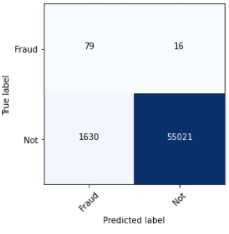 Fraud
79
16
True label
Not
1630
55021
Fraud
Not
Predicted label